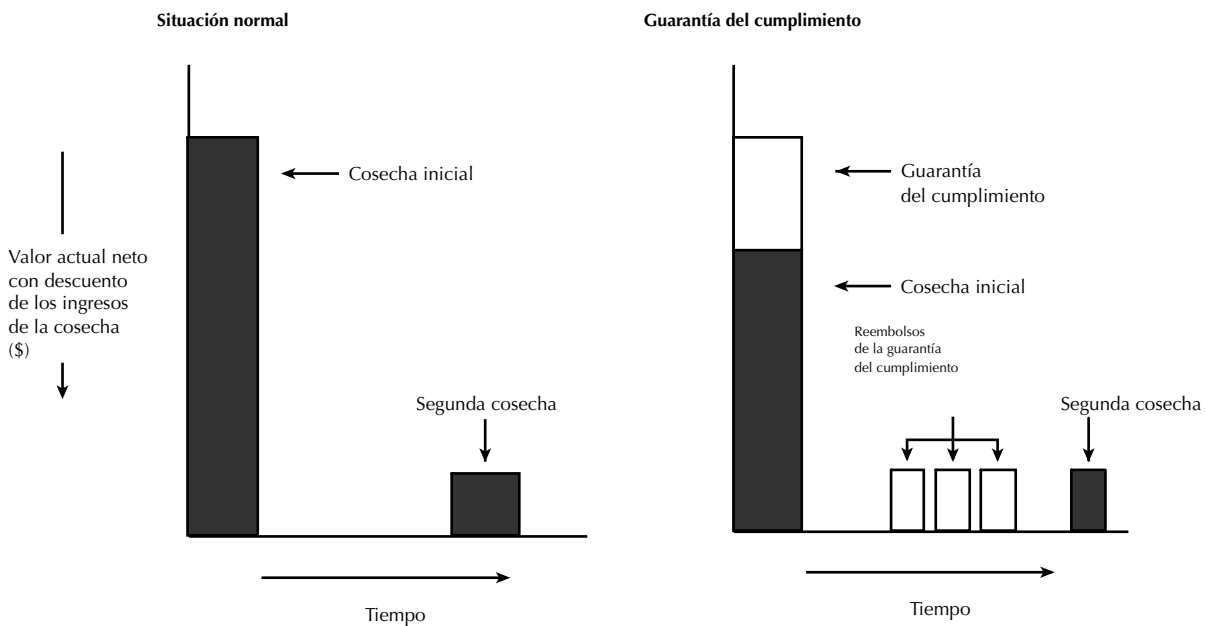 Situación normal
Cosecha inicial
Valor actual neto
con descuento
de los ingresos
de la cosecha
($)
Segunda cosecha
Tiempo
Guarantía del cumplimiento
Guarantía
del cumplimiento
Cosecha inicial
Reembolsos
de la guarantía
del cumplimiento
Segunda cosecha
Tiempo